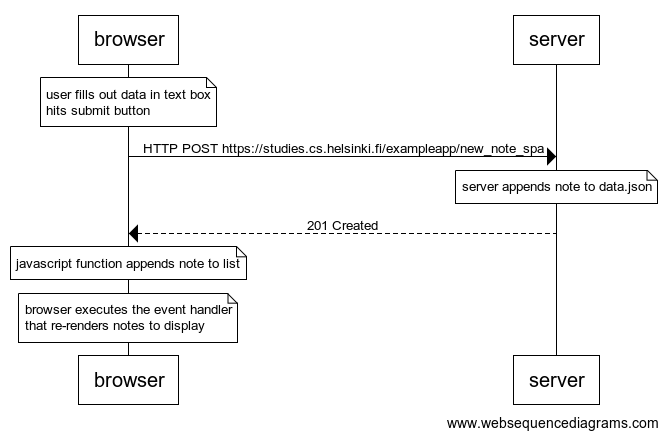 browser
server
user fills out data in text box
hits submit button
HTTP POST https://studies.cs.helsinki.fi/exampleapp/new_note_spa
server appends note to data.json
201 Created
javascript function appends note to list
browser executes the event handler
that re-renders notes to display
browser
server
www.websequencediagrams.com